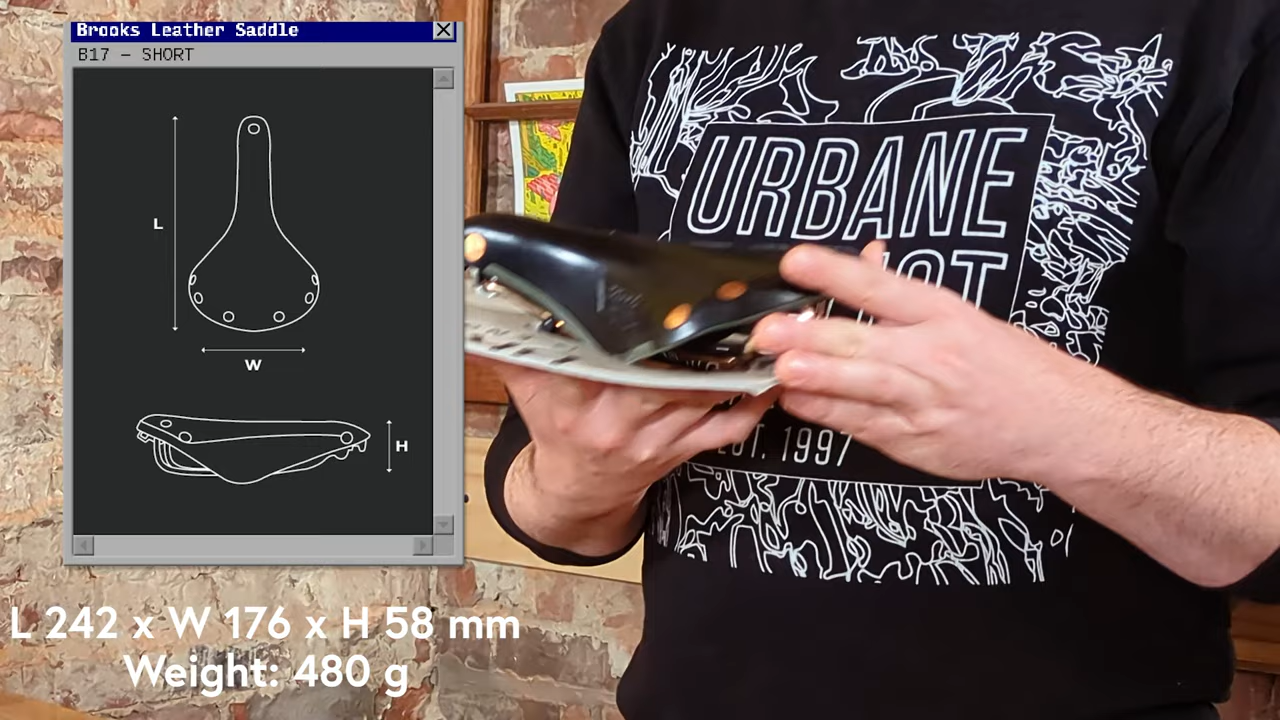 Brooks Leather Saddle
B17 – SHORT
L
W
H
L 242 x W 176 x H 58 mm
Weight: 480 g
URBANE
EST. 1997